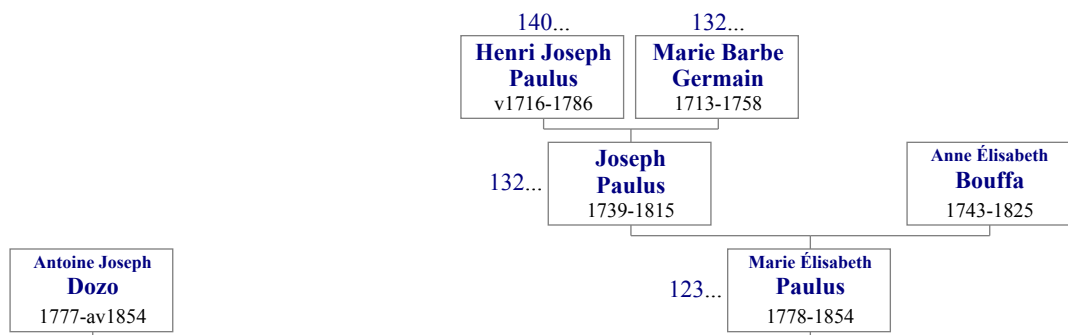 140...
132...
Henri Joseph
Paulus
v1716-1786
Marie Barbe
Germain
1713-1758
132...
Joseph
Paulus
1739-1815
Anne Élisabeth
Bouffa
1743-1825
Antoine Joseph
Dozo
1777-av1854
123...
Marie Élisabeth
Paulus
1778-1854